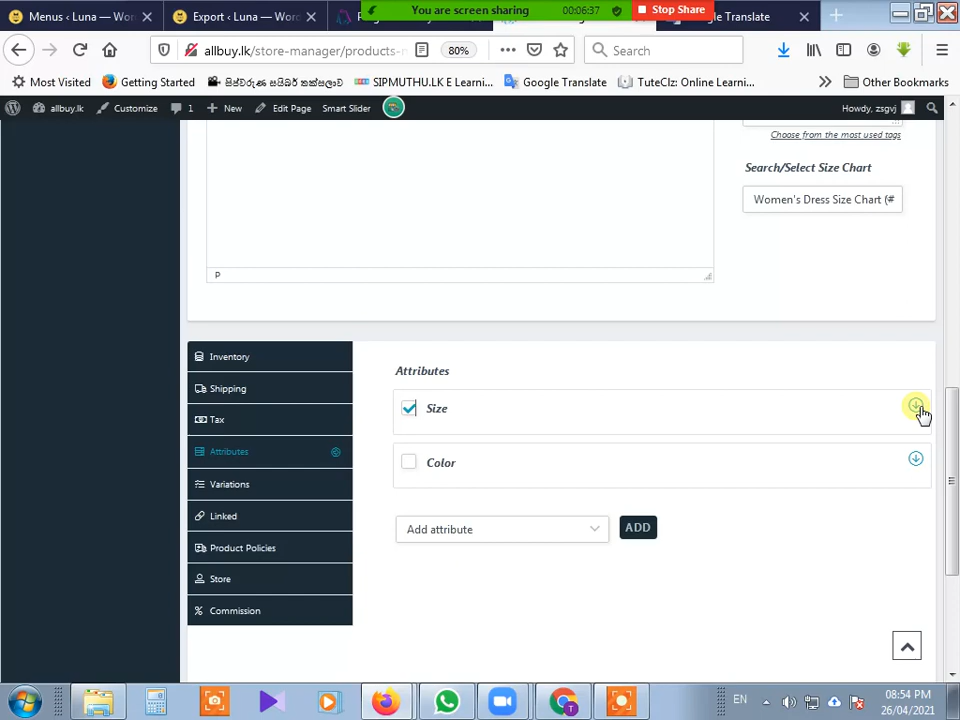 Menus ‹ Luna — Wor
Export ‹ Luna — Word
You are screen sharing
00:06:37
Stop Share
gle Translate
allbuy.lk/store-manager/products-
80%
Search
Most Visited
Getting Started
SIPMUTHU.LK E Learni...
Google Translate
TuteClz: Online Learni...
Other Bookmarks
allbuy.lk
Customize
1
New
Edit Page
Smart Slider
Howdy, zsgvj
Choose from the most used tags
Search/Select Size Chart
Women's Dress Size Chart (#
P
Inventory
Shipping
Tax
Attributes
Variations
Linked
Product Policies
Store
Commission
Attributes
Size
Color
Add attribute
ADD
EN
08:54 PM
26/04/2021